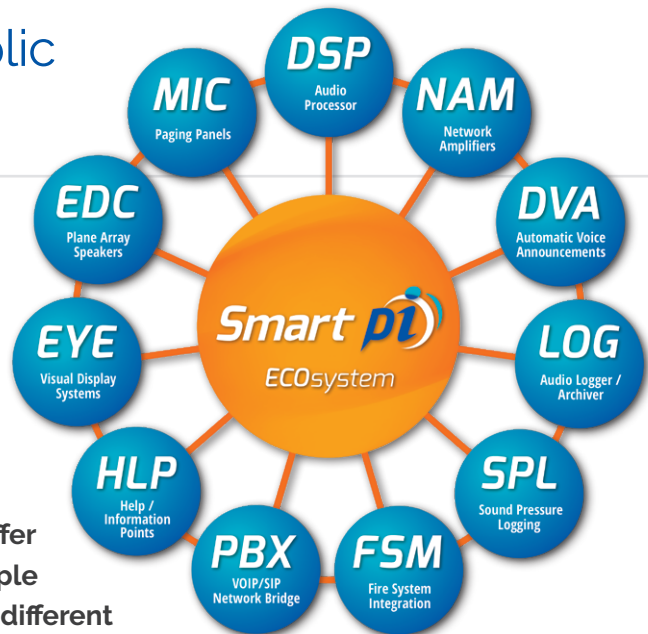 olic
DSP
Audio
Processor
MIC
Paging Panels
NAM
Network
Amplifiers
EDC
Plane Array
Speakers
DVA
Automatic Voice
Announcements
Smart pi
ECOsystem
EYE
Visual Display
Systems
LOG
Audio Logger /
Archiver
HLP
Help /
Information
Points
SPL
Sound Pressure
Logging
PBX
VOIP/SIP
Network Bridge
FSM
Fire System
Integration
ffer
ple
different